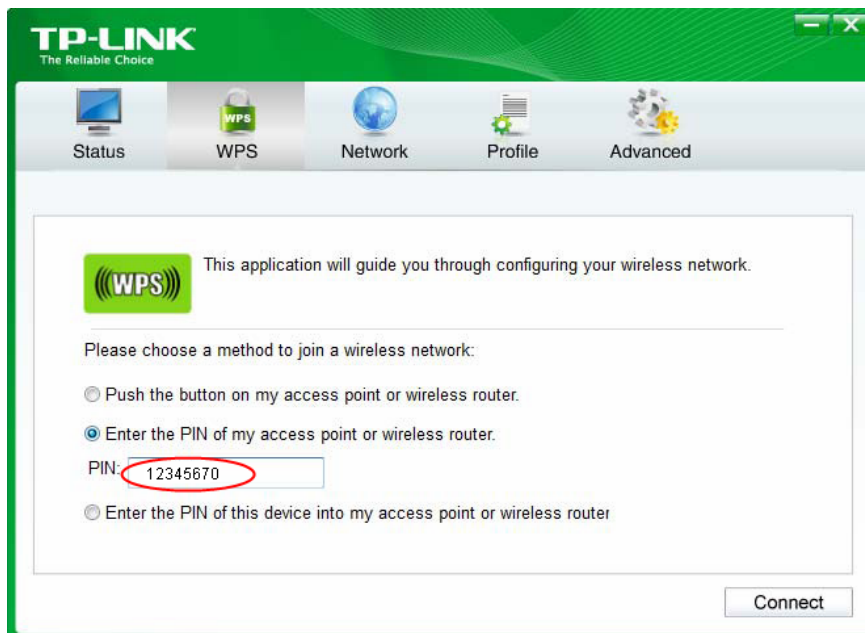 TP-LINK
The Reliable Choice
Status
WPS
WPS
Network
Profile
Advanced
(((WPS)))
This application will guide you through configuring your wireless network.
Please choose a method to join a wireless network:
Push the button on my access point or wireless router.
Enter the PIN of my access point or wireless router.
PIN: 12345670
Enter the PIN of this device into my access point or wireless router
Connect